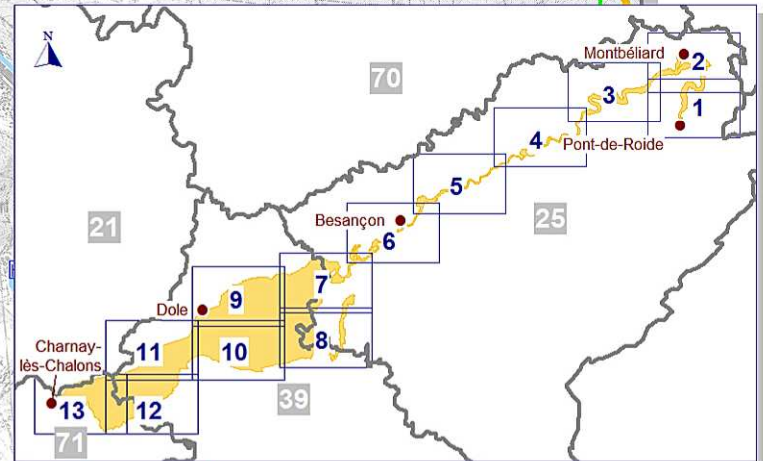 N
70
Montbéliard
2
3
1
4
Pont-de-Roide
5
21
25
Besançon
6
7
9
Dole
8
11
10
Charnay-
lès-Chalons
39
13
12
71